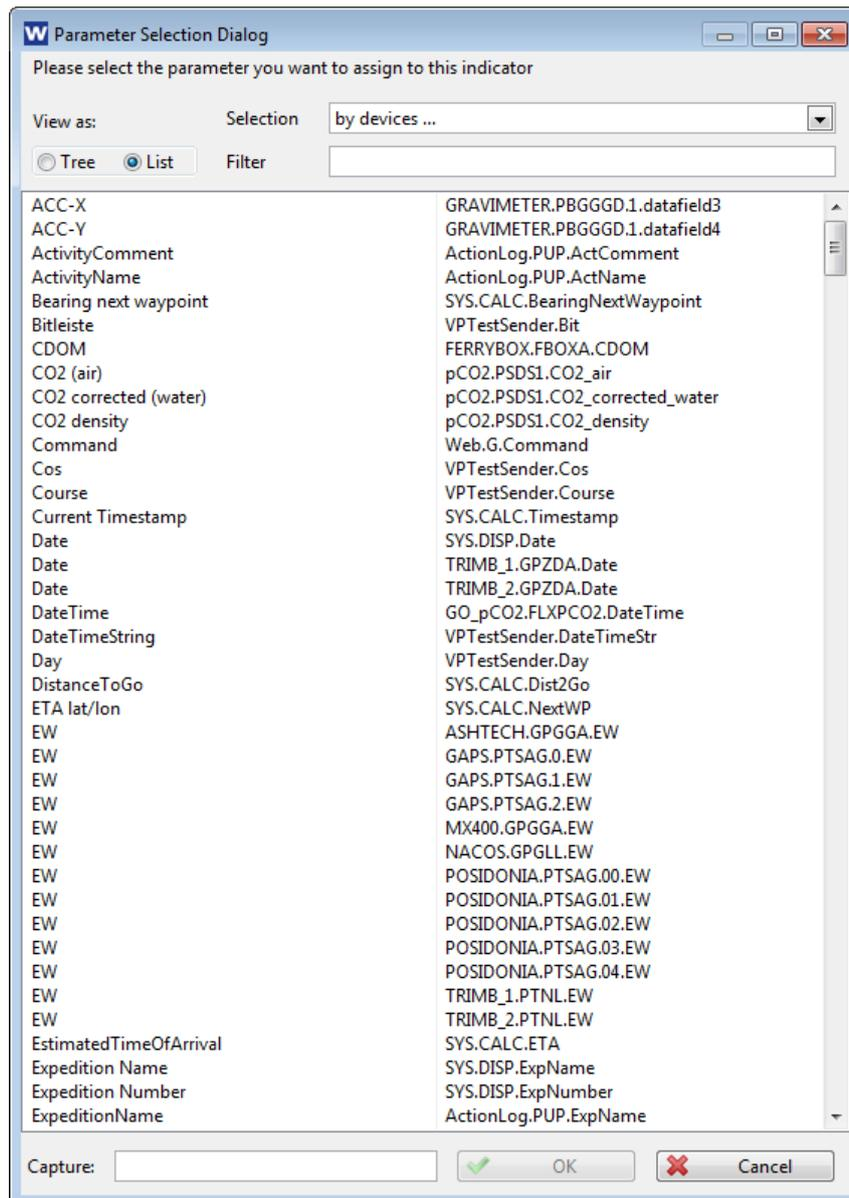 W Parameter Selection Dialog
Please select the parameter you want to assign to this indicator
View as: Selection by devices ...
Tree List Filter
ACC-X GRAVIMETER.PBGGGD.1.datafield3
ACC-Y GRAVIMETER.PBGGGD.1.datafield4
ActivityComment ActionLog.PUP.ActComment
ActivityName ActionLog.PUP.ActName
Bearing next waypoint SYS.CALC.BearingNextWaypoint
Bitleiste VPTestSender.Bit
CDOM FERRYBOX.FBOXA.CDOM
CO2 (air) pCO2.PSDS1.CO2_air
CO2 corrected (water) pCO2.PSDS1.CO2_corrected_water
CO2 density pCO2.PSDS1.CO2_density
Command Web.G.Command
Cos VPTestSender.Cos
Course VPTestSender.Course
Current Timestamp SYS.CALC.Timestamp
Date SYS.DISP.Date
Date TRIMB_1.GPZDA.Date
Date TRIMB_2.GPZDA.Date
DateTime GO_pCO2.FLXPCO2.DateTime
DateTimeString VPTestSender.DateTimeStr
Day VPTestSender.Day
DistanceToGo SYS.CALC.Dist2Go
ETA lat/lon SYS.CALC.NextWP
EW ASHTECH.GPGGA.EW
EW GAPS.PTSAG.0.EW
EW GAPS.PTSAG.1.EW
EW GAPS.PTSAG.2.EW
EW MX400.GPGGA.EW
EW NACOS.GPGLL.EW
EW POSIDONIA.PTSAG.00.EW
EW POSIDONIA.PTSAG.01.EW
EW POSIDONIA.PTSAG.02.EW
EW POSIDONIA.PTSAG.03.EW
EW POSIDONIA.PTSAG.04.EW
EW TRIMB_1.PTNL.EW
EW TRIMB_2.PTNL.EW
EstimatedTimeOfArrival SYS.CALC.ETA
Expedition Name SYS.DISP.ExpName
Expedition Number SYS.DISP.ExpNumber
ExpeditionName ActionLog.PUP.ExpName
Capture: OK Cancel